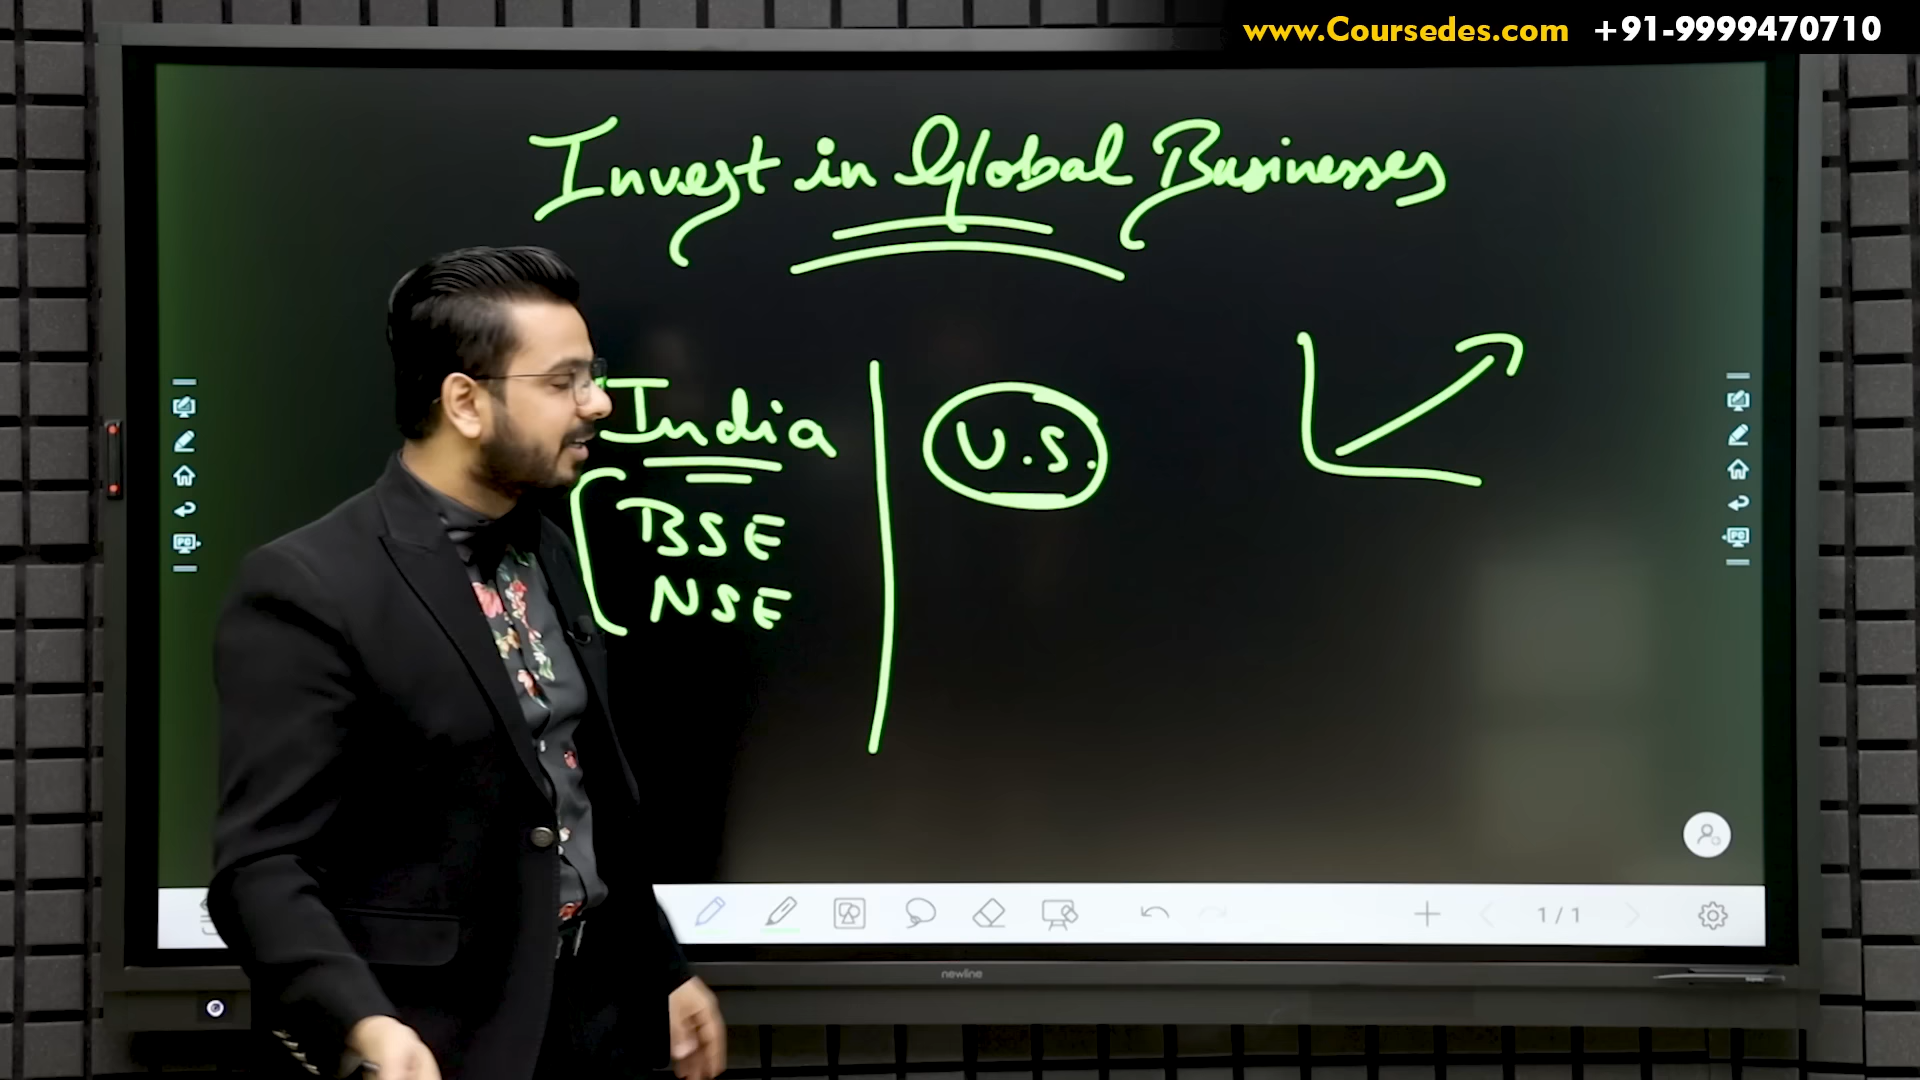 www.Coursedes.com +91-9999470710
Invest in Global Businesses
India
U.S.
BSE
NSE
1 / 1
newline